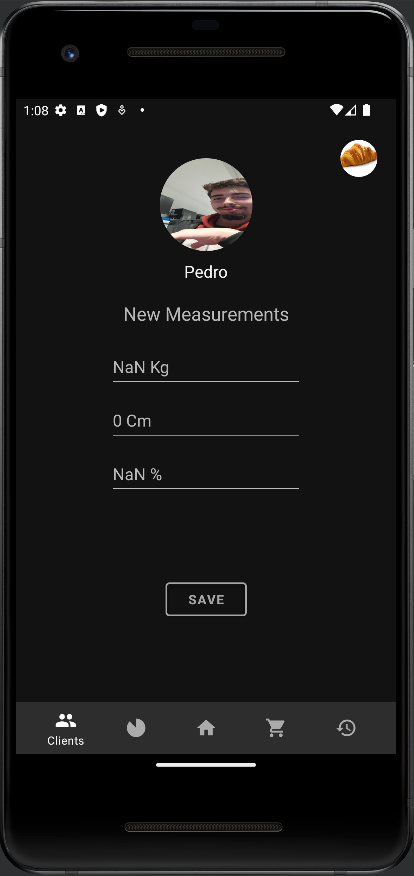 1:08
Pedro
New Measurements
NaN Kg
0 Cm
NaN %
SAVE
Clients